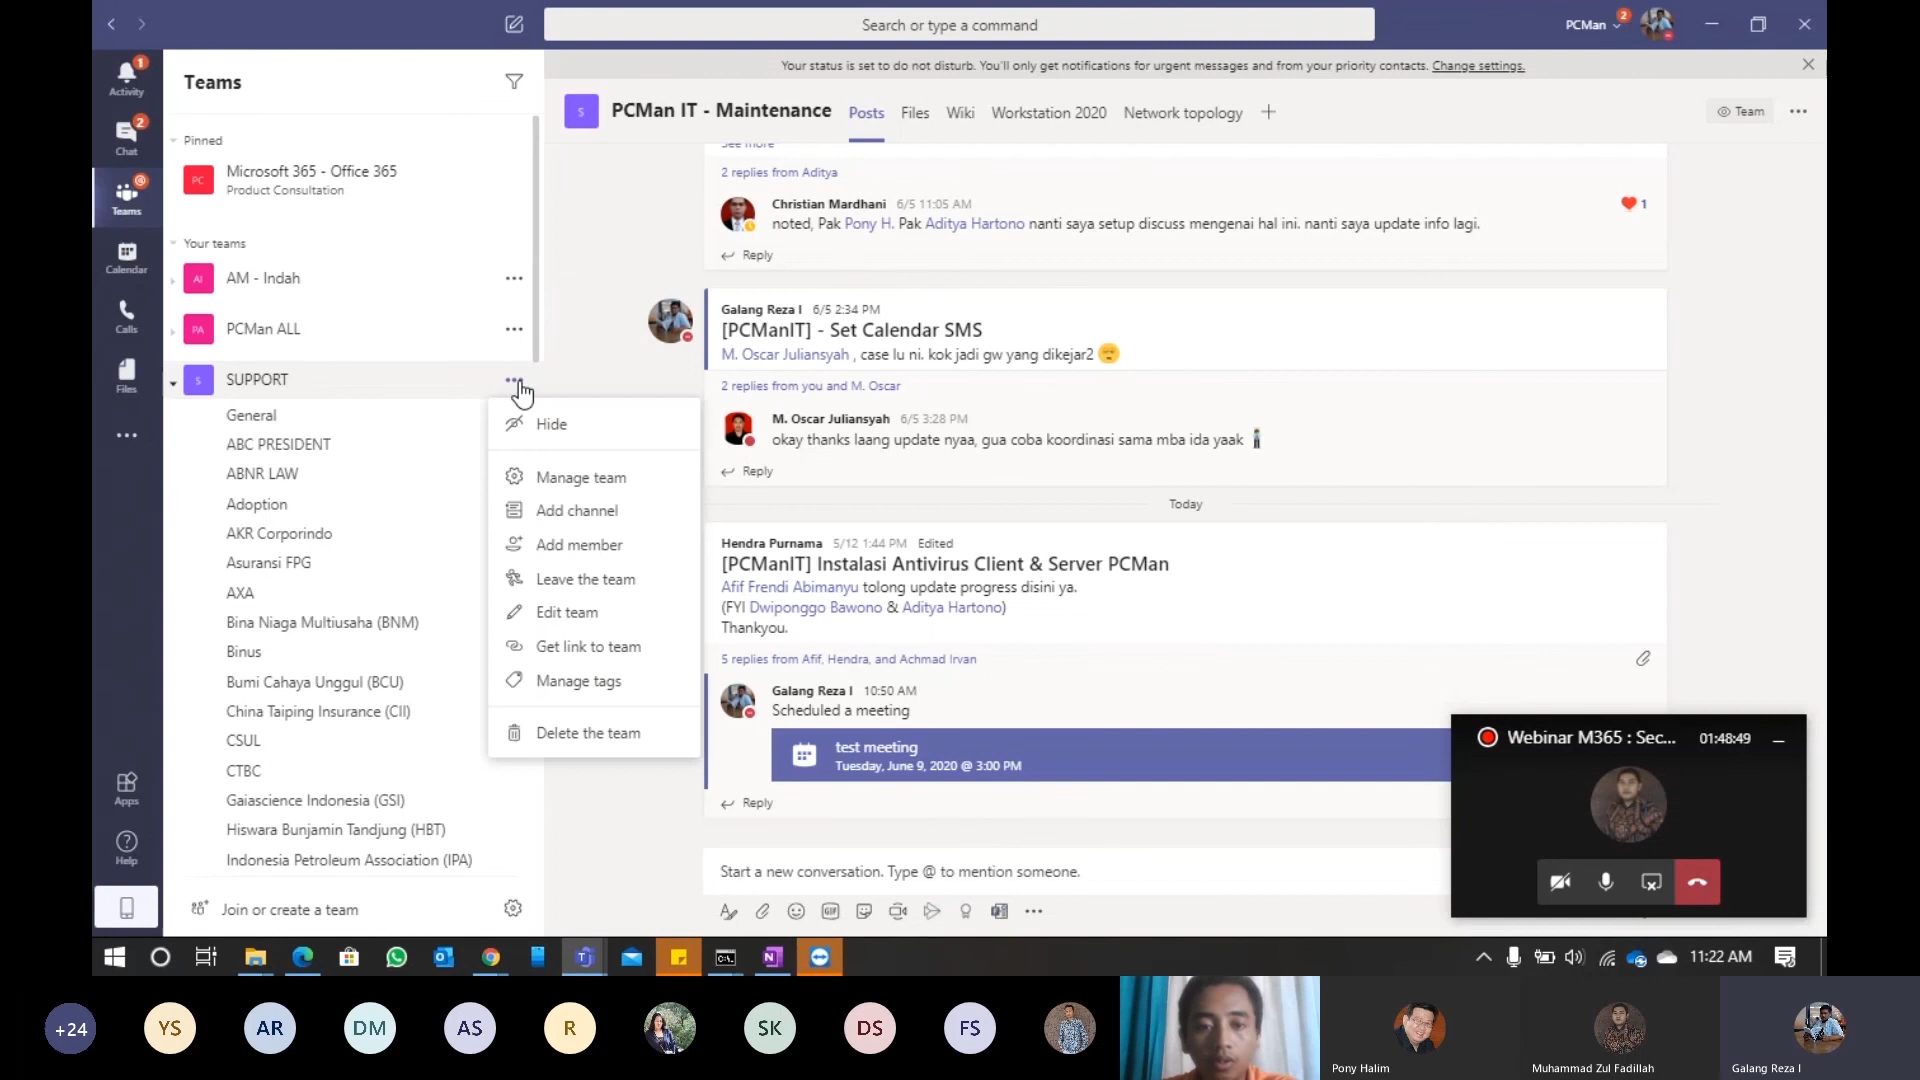 Search or type a command
PCMan
2
Your status is set to do not disturb. You'll only get notifications for urgent messages and from your priority contacts. Change settings.
1
Activity
2
Chat
Teams
Calendar
Calls
Files
Apps
Help
Teams
Pinned
PC
Microsoft 365 - Office 365
Product Consultation
Your teams
AI
AM - Indah
PA
PCMan ALL
S
SUPPORT
General
ABC PRESIDENT
ABNR LAW
Adoption
AKR Corporindo
Asuransi FPG
AXA
Bina Niaga Multiusaha (BNM)
Binus
Bumi Cahaya Unggul (BCU)
China Taiping Insurance (CII)
CSUL
CTBC
Gaiascience Indonesia (GSI)
Hiswara Bunjamin Tandjung (HBT)
Indonesia Petroleum Association (IPA)
Join or create a team
Hide
Manage team
Add channel
Add member
Leave the team
Edit team
Get link to team
Manage tags
Delete the team
S
PCMan IT - Maintenance
Posts
Files
Wiki
Workstation 2020
Network topology
Team
See more
2 replies from Aditya
Christian Mardhani 6/5 11:05 AM
1
noted, Pak Pony H. Pak Aditya Hartono nanti saya setup discuss mengenai hal ini. nanti saya update info lagi.
Reply
Galang Reza I 6/5 2:34 PM
[PCManIT] - Set Calendar SMS
M. Oscar Juliansyah , case lu ni. kok jadi gw yang dikejar2
2 replies from you and M. Oscar
M. Oscar Juliansyah 6/5 3:28 PM
okay thanks laang update nyaa, gua coba koordinasi sama mba ida yaak
Reply
Today
Hendra Purnama 5/12 1:44 PM Edited
[PCManIT] Instalasi Antivirus Client & Server PCMan
Afif Frendi Abimanyu tolong update progress disini ya.
(FYI Dwiponggo Bawono & Aditya Hartono)
Thankyou.
5 replies from Afif, Hendra, and Achmad Irvan
Galang Reza I 10:50 AM
Scheduled a meeting
test meeting
Tuesday, June 9, 2020 @ 3:00 PM
Reply
Start a new conversation. Type @ to mention someone.
GIF
Webinar M365 : Sec... 01:48:49
11:22 AM
+24
YS
AR
DM
AS
R
SK
DS
FS
Pony Halim
Muhammad Zul Fadillah
Galang Reza I